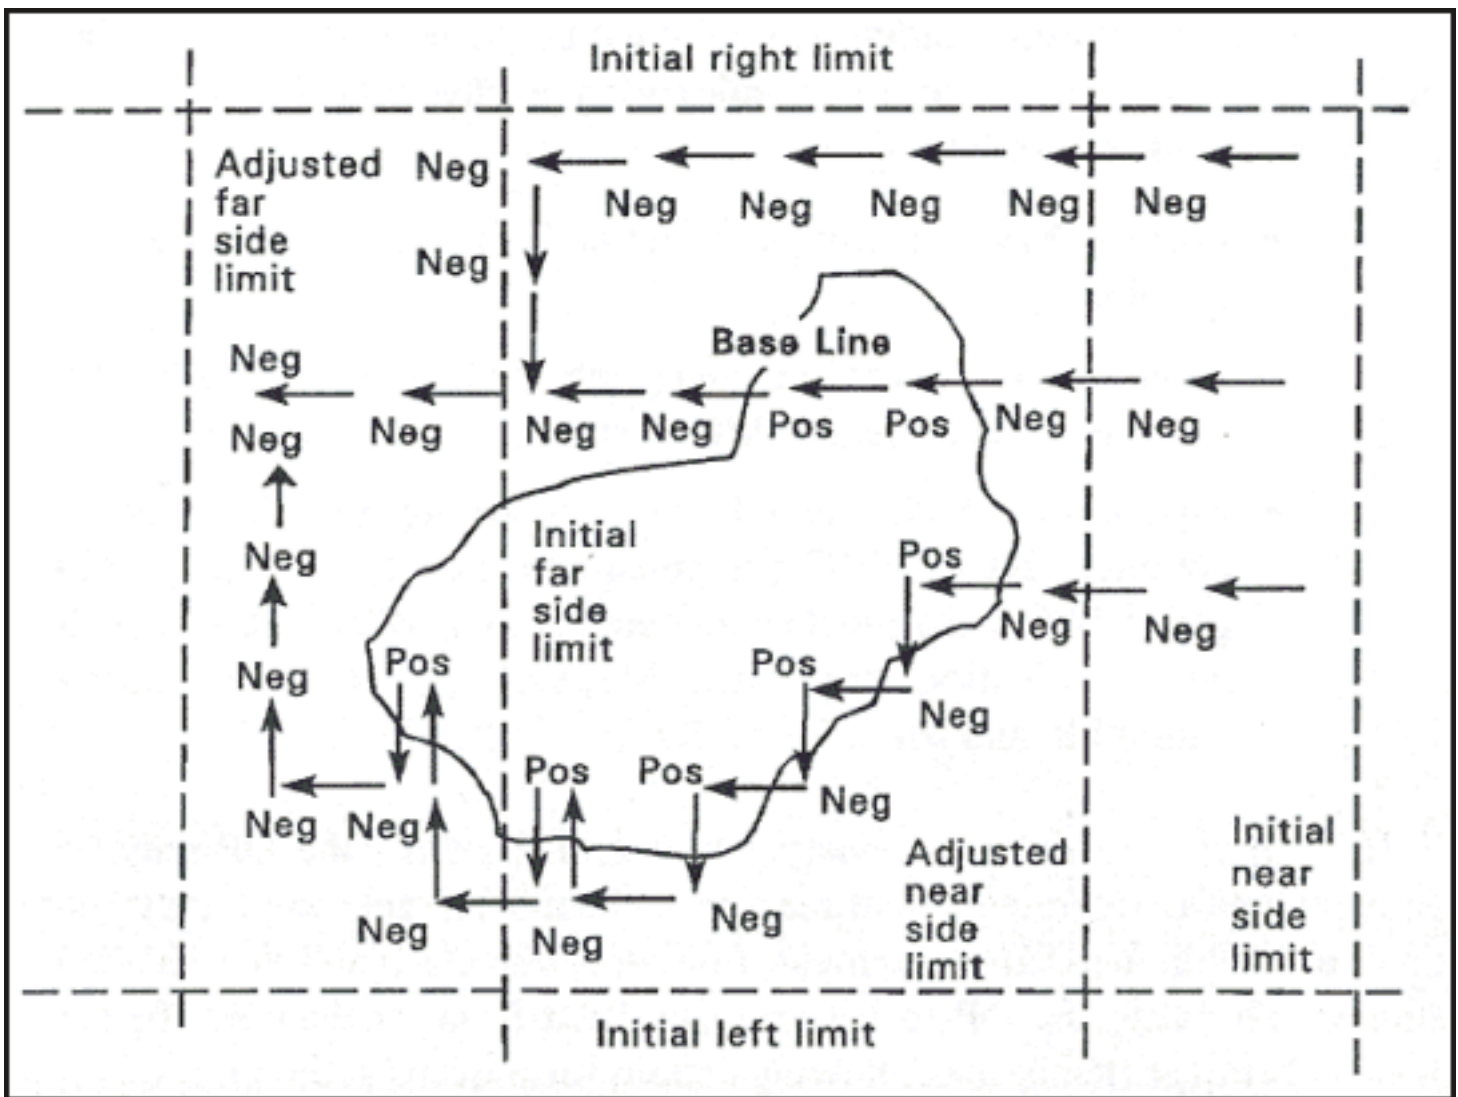 Initial right limit
Adjusted
far
side
limit
Neg
Neg Neg Neg Neg Neg
Neg
Base Line
Neg
Neg Neg Neg Neg Pos Pos Neg Neg
Initial
far
side
limit
Pos
Neg
Neg Neg
Pos Pos
Neg
Neg
Pos Pos
Neg
Neg Neg
Adjusted
near
side
limit
Initial
near
side
limit
Neg Neg Neg
Initial left limit